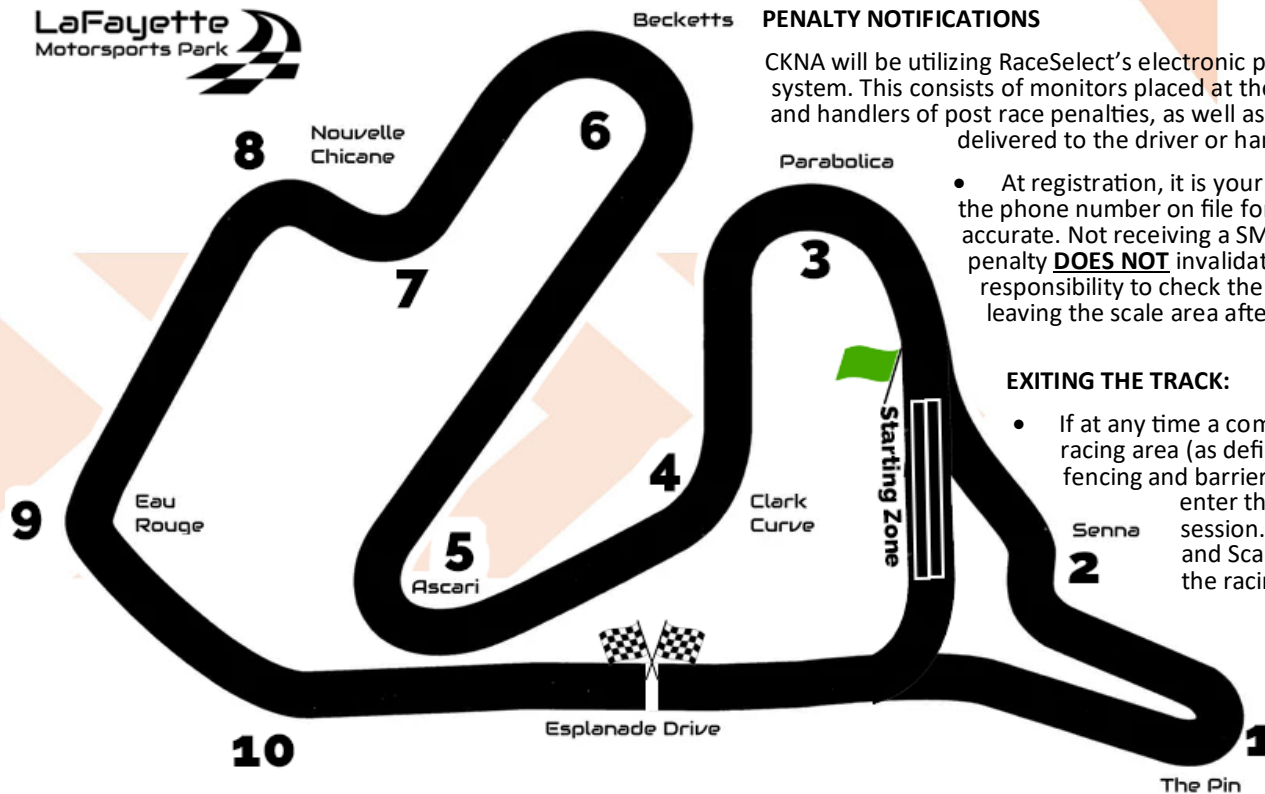 LaFayette
Motorsports Park
Becketts
6
8
Nouvelle
Chicane
7
Parabolica
3
Starting Zone
4
Clark
Curve
5
Ascari
9
Eau
Rouge
Senna
2
Esplanade Drive
10
1
The Pin
PENALTY NOTIFICATIONS
CKNA will be utilizing RaceSelect’s electronic p
system. This consists of monitors placed at the
and handlers of post race penalties, as well as
delivered to the driver or har
• At registration, it is your
the phone number on file for
accurate. Not receiving a SM
penalty DOES NOT invalidat
responsibility to check the
leaving the scale area afte
EXITING THE TRACK:
• If at any time a com
racing area (as defi
fencing and barrier
enter th
session.
and Sca
the racin